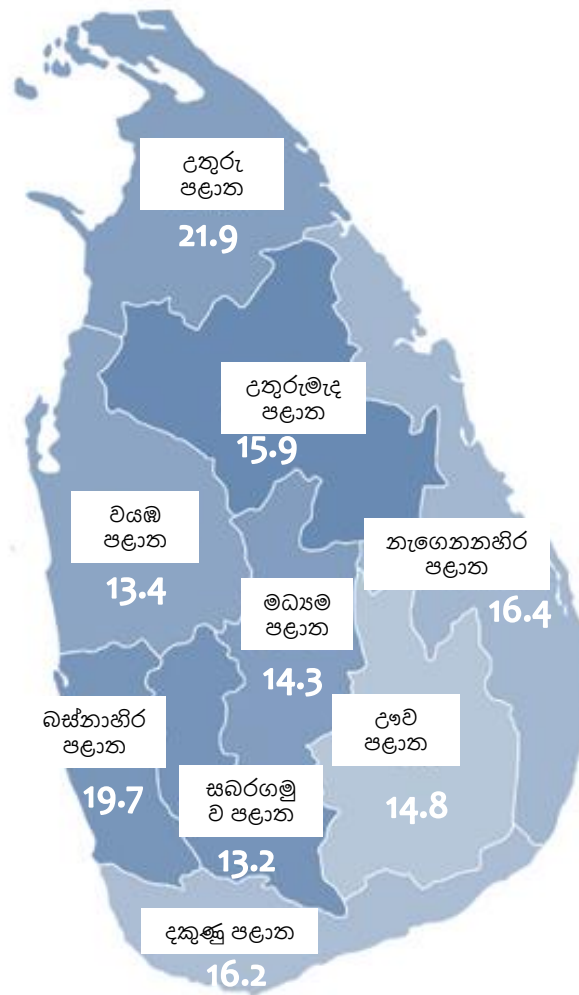 උතුරු
පළාත
21.9
උතුරුමැද
පළාත
15.9
වයඹ
පළාත
13.4
නැගෙනනහිර
පළාත
16.4
මධ්‍යම
පළාත
14.3
බස්නාහිර
පළාත
19.7
ඌව
පළාත
14.8
සබරගමු
ව පළාත
13.2
දකුණු පළාත
16.2